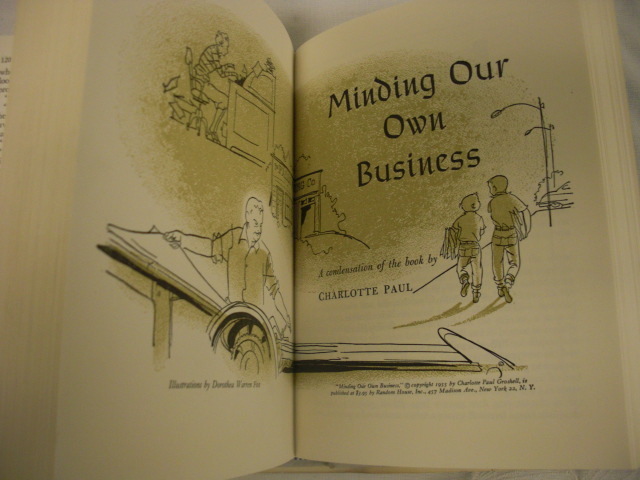 Minding Our
Own
Business
A condensation of the book by
CHARLOTTE PAUL
Illustrations by Dorothea Warren Fox
"Minding Our Own Business," © copyright 1955 by Charlotte Paul Groshell, is
published at $3.95 by Random House, Inc., 457 Madison Ave., New York 22, N. Y.